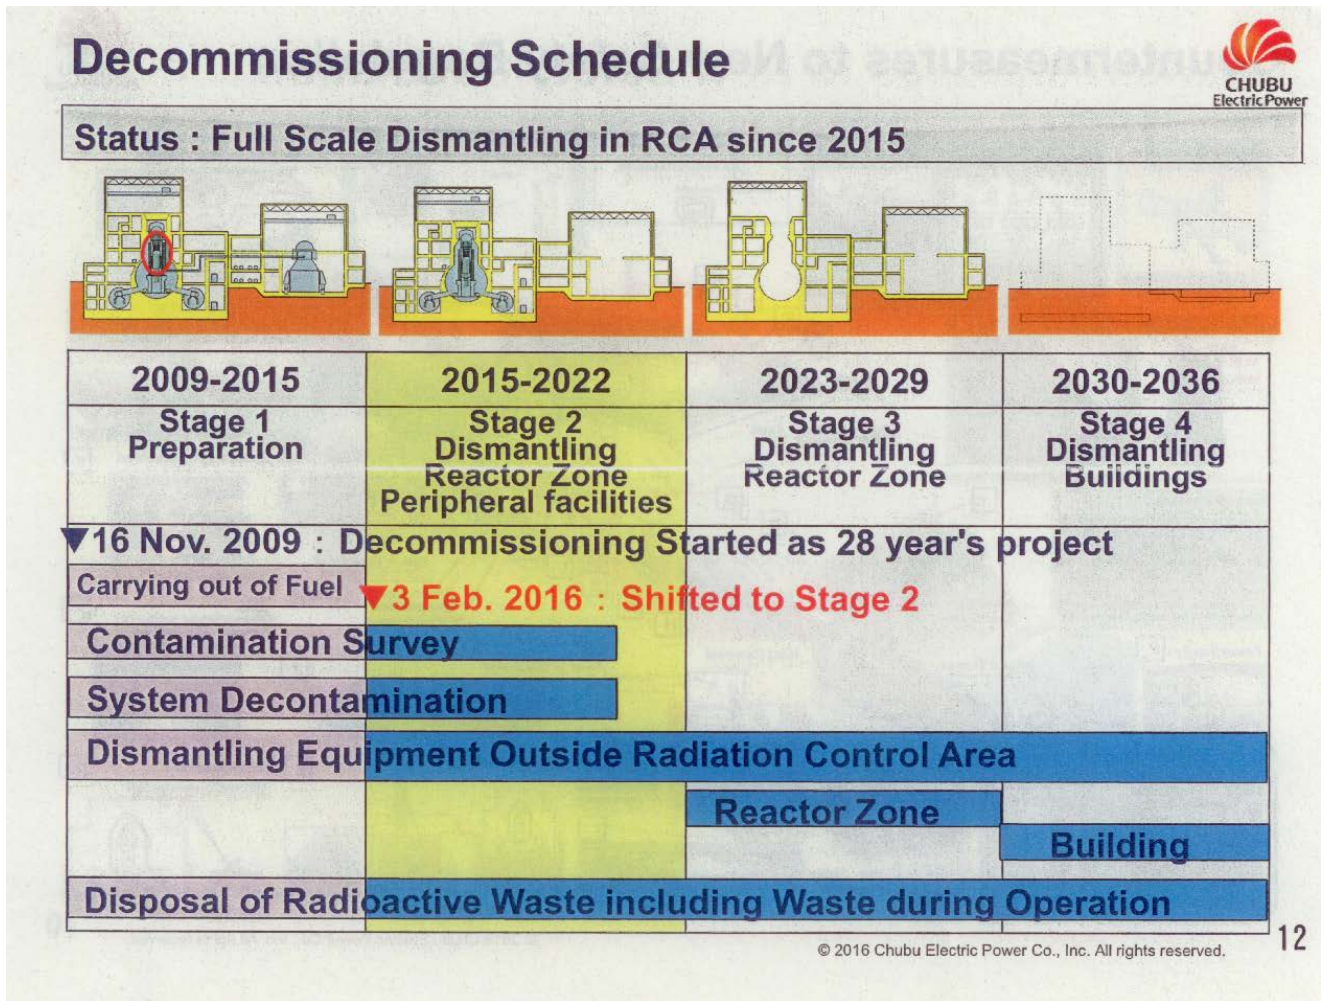 Decommissioning Schedule
CHUBU
Electric Power
Status : Full Scale Dismantling in RCA since 2015
2009-2015
2015-2022
2023-2029
2030-2036
Stage 1
Preparation
Stage 2
Dismantling
Reactor Zone
Peripheral facilities
Stage 3
Dismantling
Reactor Zone
Stage 4
Dismantling
Buildings
▼16 Nov. 2009 : Decommissioning Started as 28 year's project
Carrying out of Fuel
▼3 Feb. 2016 : Shifted to Stage 2
Contamination Survey
System Decontamination
Dismantling Equipment Outside Radiation Control Area
Reactor Zone
Building
Disposal of Radioactive Waste including Waste during Operation
© 2016 Chubu Electric Power Co., Inc. All rights reserved.
12